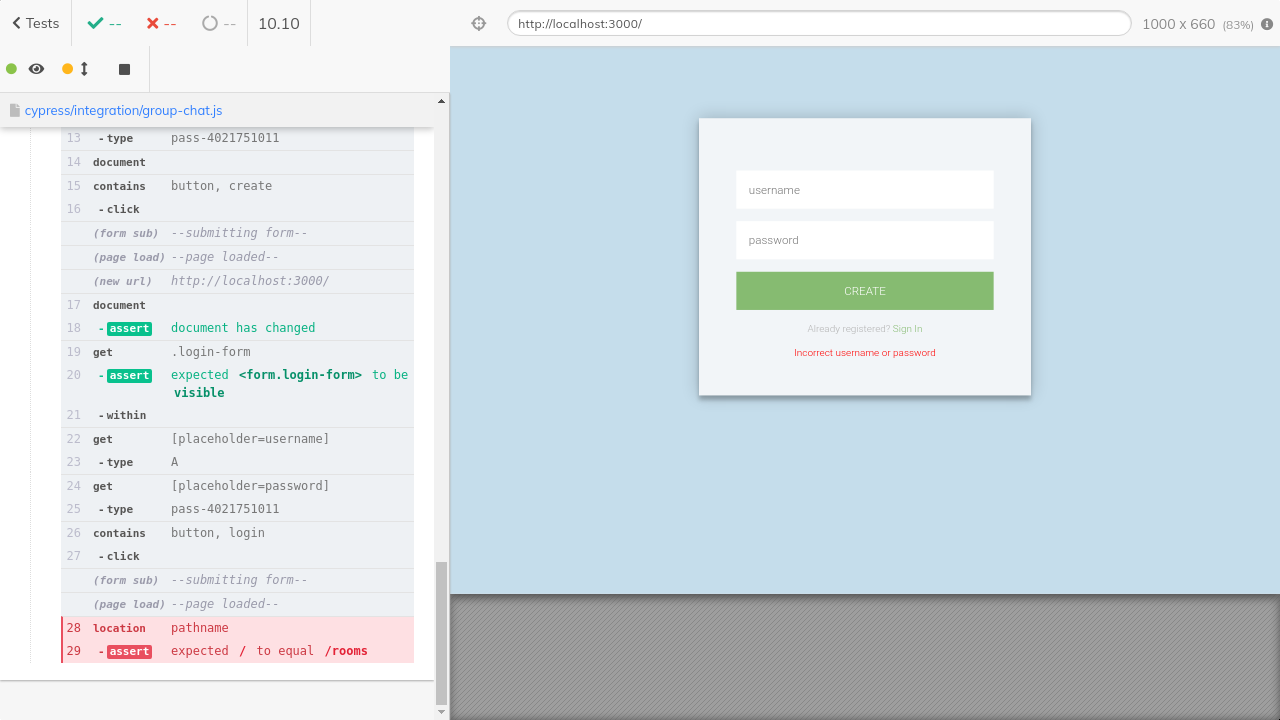 Tests -- -- -- 10.10
http://localhost:3000/
1000 x 660 (83%)
cypress/integration/group-chat.js
13 - type pass-4021751011
14 document
15 contains button, create
16 - click
(form sub) --submitting form--
(page load) --page loaded--
(new url) http://localhost:3000/
17 document
18 - assert document has changed
19 get .login-form
20 - assert expected <form.login-form> to be
visible
21 - within
22 get [placeholder=username]
23 - type A
24 get [placeholder=password]
25 - type pass-4021751011
26 contains button, login
27 - click
(form sub) --submitting form--
(page load) --page loaded--
28 location pathname
29 - assert expected / to equal /rooms
username
password
CREATE
Already registered? Sign In
Incorrect username or password